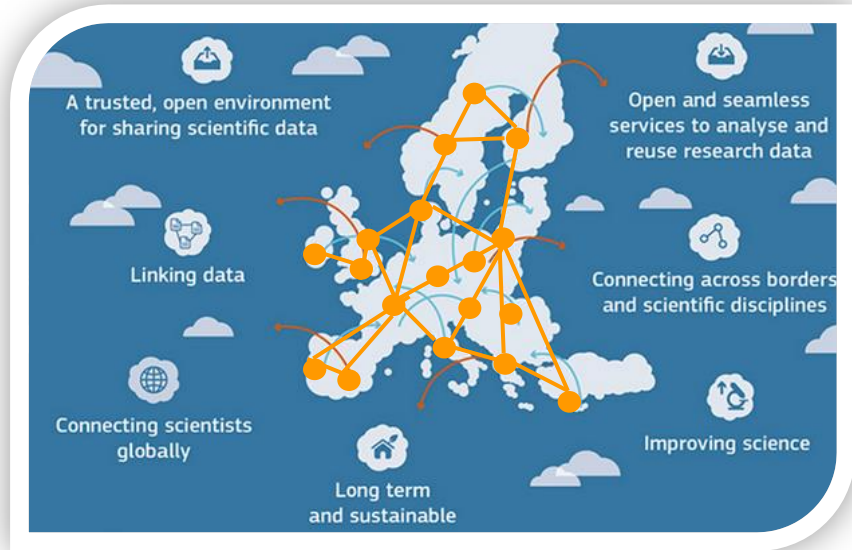 A trusted, open environment
for sharing scientific data
Open and seamless
services to analyse and
reuse research data
Linking data
Connecting across borders
and scientific disciplines
Connecting scientists
globally
Improving science
Long term
and sustainable